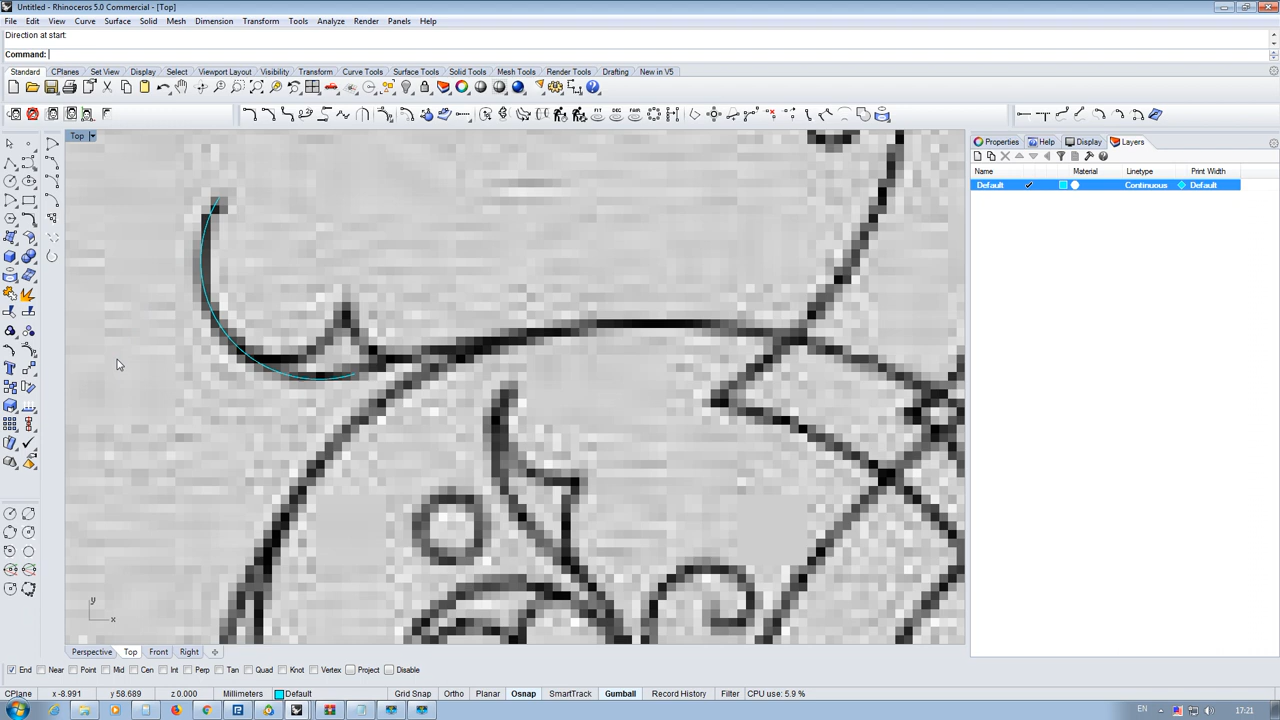 Untitled - Rhinoceros 5.0 Commercial - [Top]
File Edit View Curve Surface Solid Mesh Dimension Transform Tools Analyze Render Panels Help
Direction at start:
Command:
Standard CPlanes Set View Display Select Viewport Layout Visibility Transform Curve Tools Surface Tools Solid Tools Mesh Tools Render Tools Drafting New in V5
Top
Properties Help Display Layers
Name Material Linetype Print Width
Default Continuous Default
y
x
Perspective Top Front Right
End Near Point Mid Cen Int Perp Tan Quad Knot Vertex Project Disable
CPlane x -8.991 y 58.689 z 0.000 Millimeters Default Grid Snap Ortho Planar Osnap SmartTrack Gumball Record History Filter CPU use: 5.9 %
EN 17:21